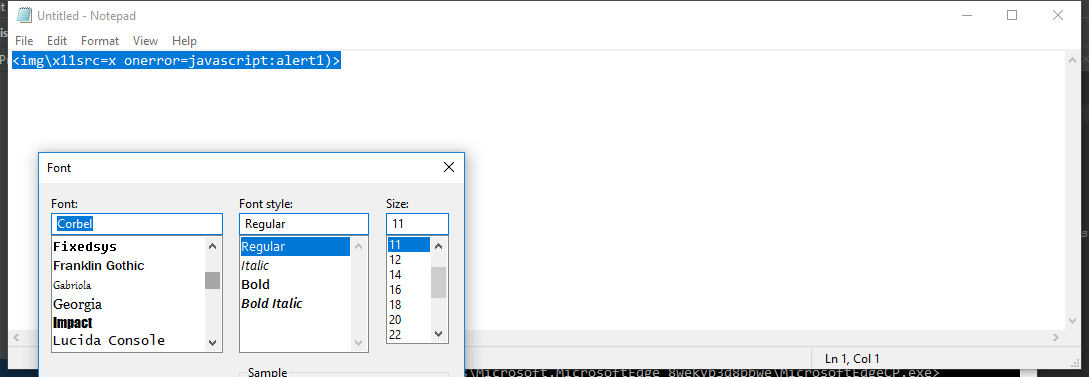 Untitled - Notepad
File Edit Format View Help
<img\x11src=x onerror=javascript:alert1)>
Font
Font: Font style: Size:
Corbel Regular 11
Fixedsys Regular 11
Franklin Gothic Italic 12
Gabriola Bold 14
Georgia Bold Italic 16
Impact 18
Lucida Console 20
22
Ln 1, Col 1
Sample
\Microsoft.MicrosoftEdge_8wekyb3d8bbwe\MicrosoftEdgeCP.exe>